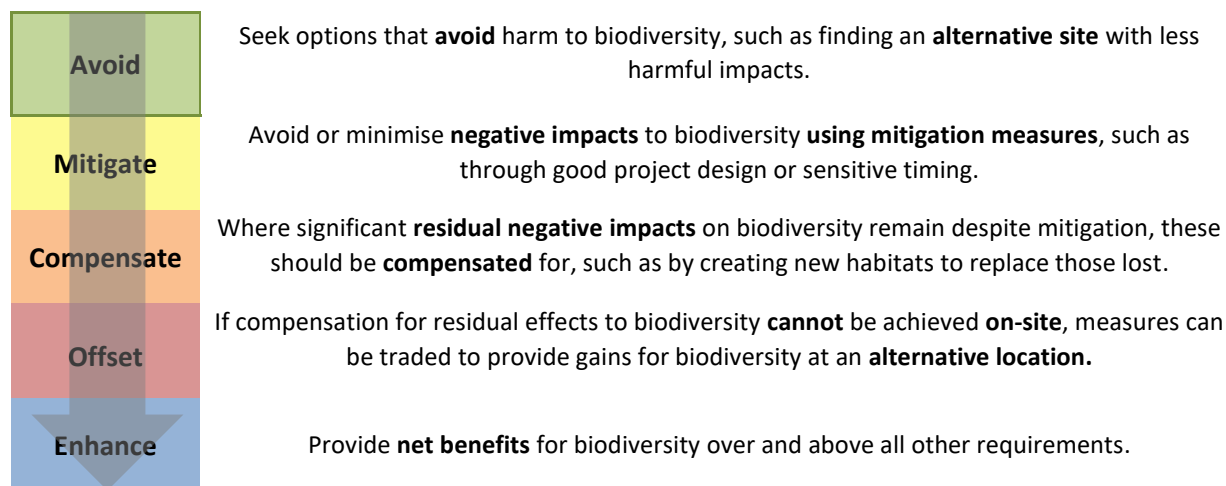 Avoid
Seek options that avoid harm to biodiversity, such as finding an alternative site with less
harmful impacts.
Mitigate
Avoid or minimise negative impacts to biodiversity using mitigation measures, such as
through good project design or sensitive timing.
Compensate
Where significant residual negative impacts on biodiversity remain despite mitigation, these
should be compensated for, such as by creating new habitats to replace those lost.
Offset
If compensation for residual effects to biodiversity cannot be achieved on-site, measures can
be traded to provide gains for biodiversity at an alternative location.
Enhance
Provide net benefits for biodiversity over and above all other requirements.